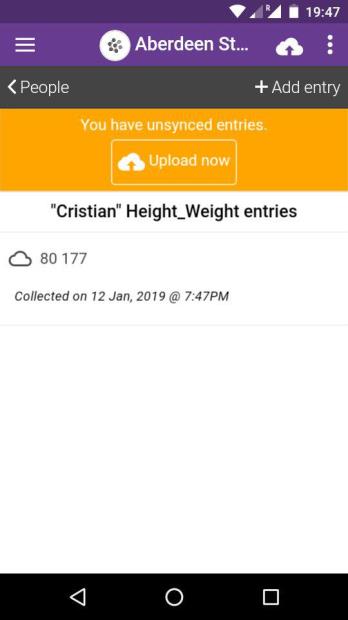 R 19:47
Aberdeen St...
People
Add entry
You have unsynced entries.
Upload now
"Cristian" Height_Weight entries
80 177
Collected on 12 Jan, 2019 @ 7:47PM